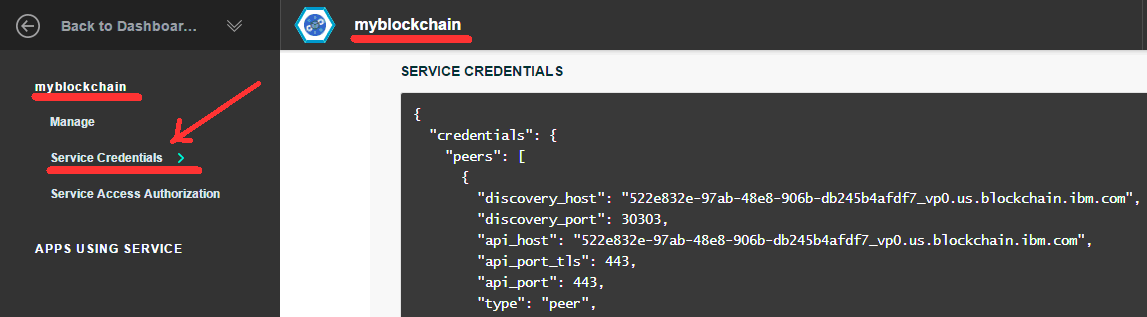 Back to Dashboar...
myblockchain
myblockchain
Manage
Service Credentials >
Service Access Authorization
APPS USING SERVICE
SERVICE CREDENTIALS
{
"credentials": {
"peers": [
{
"discovery_host": "522e832e-97ab-48e8-906b-db245b4afdf7_vp0.us.blockchain.ibm.com",
"discovery_port": 30303,
"api_host": "522e832e-97ab-48e8-906b-db245b4afdf7_vp0.us.blockchain.ibm.com",
"api_port_tls": 443,
"api_port": 443,
"type": "peer",